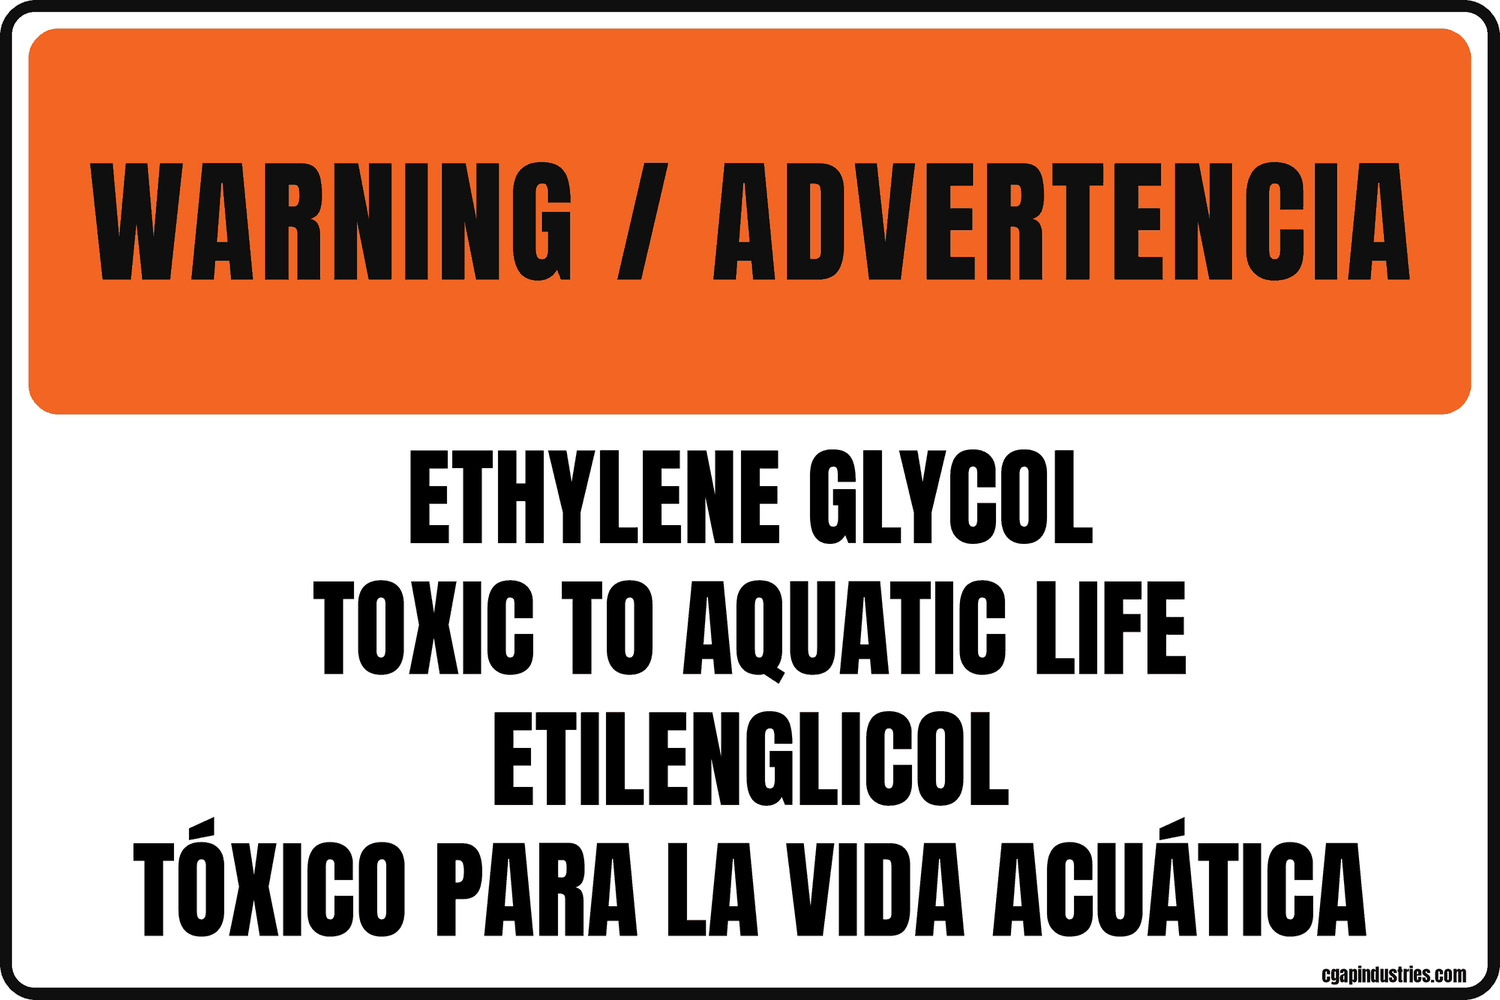 WARNING / ADVERTENCIA
ETHYLENE GLYCOL
TOXIC TO AQUATIC LIFE
ETILENGLICOL
TÓXICO PARA LA VIDA ACUÁTICA
cgapindustries.com